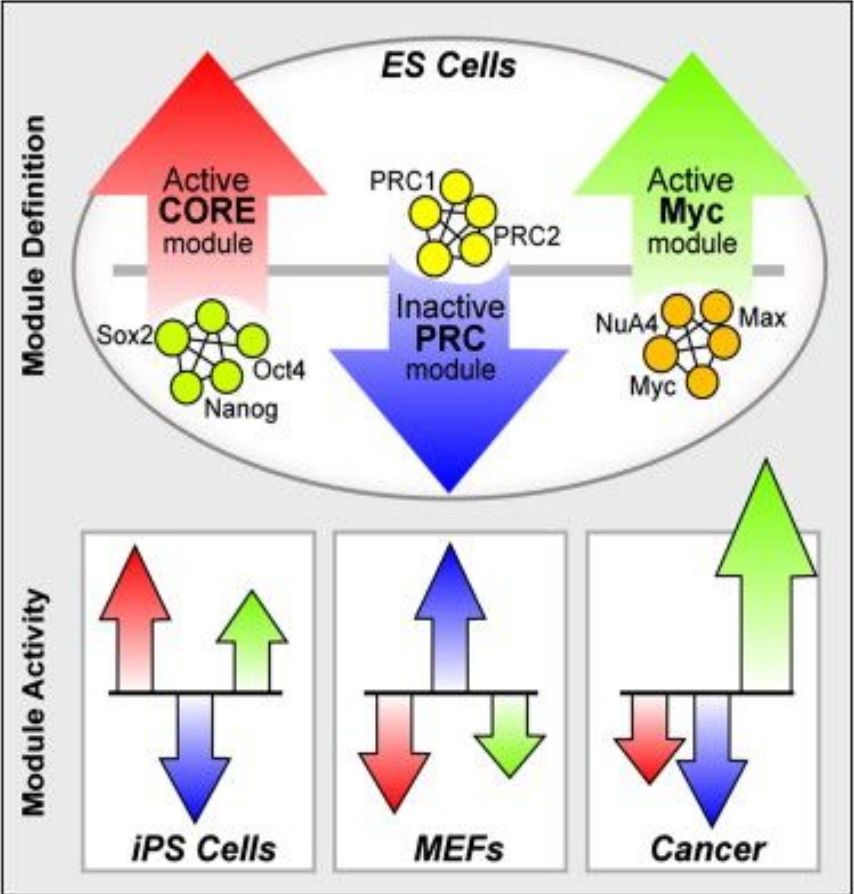 Module Definition
ES Cells
Active
CORE
module
Sox2
Oct4
Nanog
PRC1
PRC2
Inactive
PRC
module
Active
Myc
module
NuA4
Max
Myc
Module Activity
iPS Cells
MEFs
Cancer